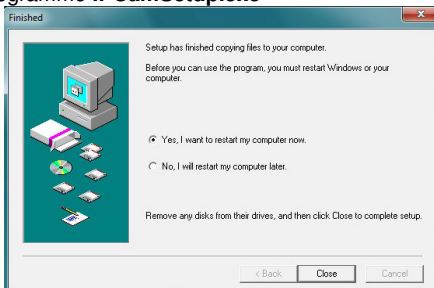 Finished
Setup has finished copying files to your computer.
Before you can use the program, you must restart Windows or your
computer.
Yes, I want to restart my computer now.
No, I will restart my computer later.
Remove any disks from their drives, and then click Close to complete setup.
< Back
Close
Cancel